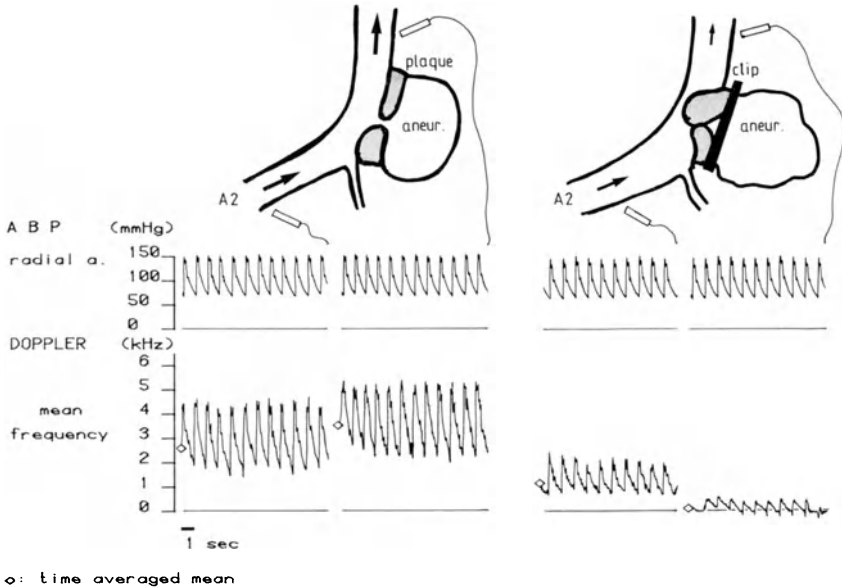 plaque
aneur.
A2
clip
aneur.
A2
A B P (mmHg)
radial a.
150
100
50
0
DOPPLER (kHz)
mean
frequency
6
5
4
3
2
1
0
1 sec
◇: time averaged mean